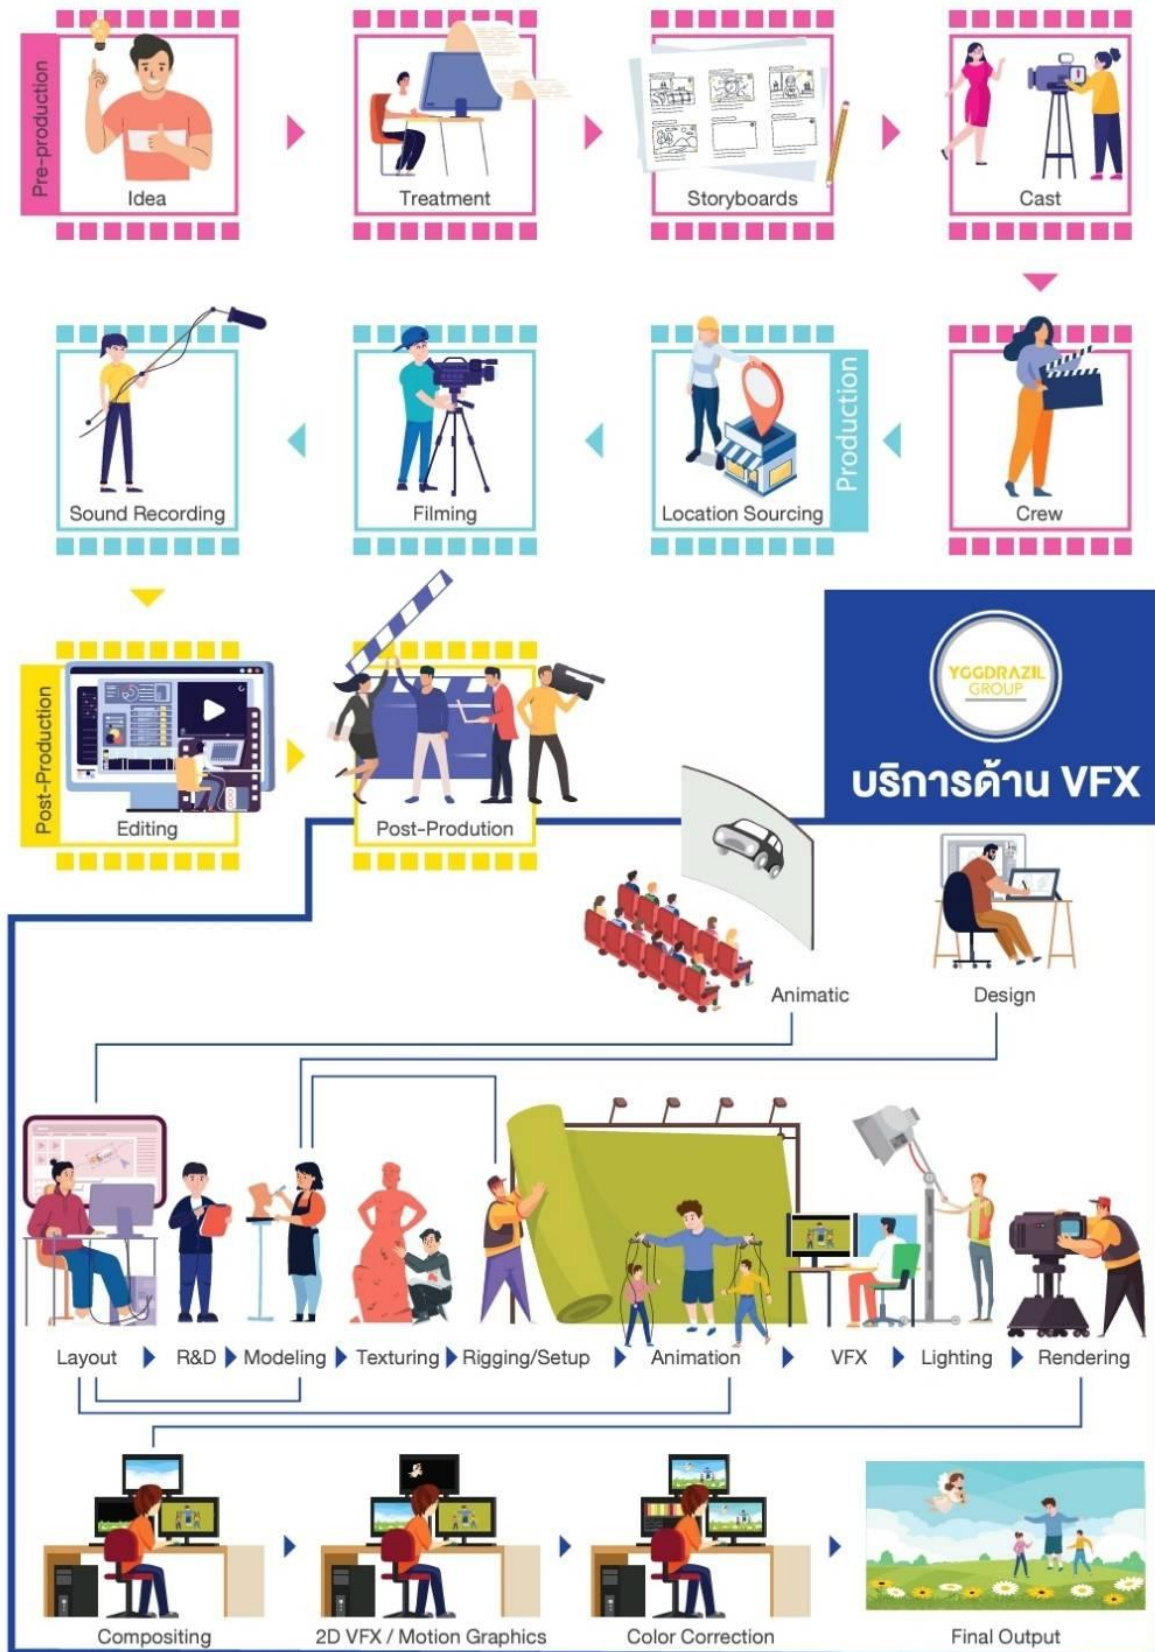 Pre-production
Idea
Treatment
Storyboards
Cast
Sound Recording
Filming
Location Sourcing
Production
Crew
Post-Production
Editing
Post-Prodution
YGGDRAZIL
GROUP
บริการด้าน VFX
Animatic
Design
Layout
R&D
Modeling
Texturing
Rigging/Setup
Animation
VFX
Lighting
Rendering
Compositing
2D VFX / Motion Graphics
Color Correction
Final Output